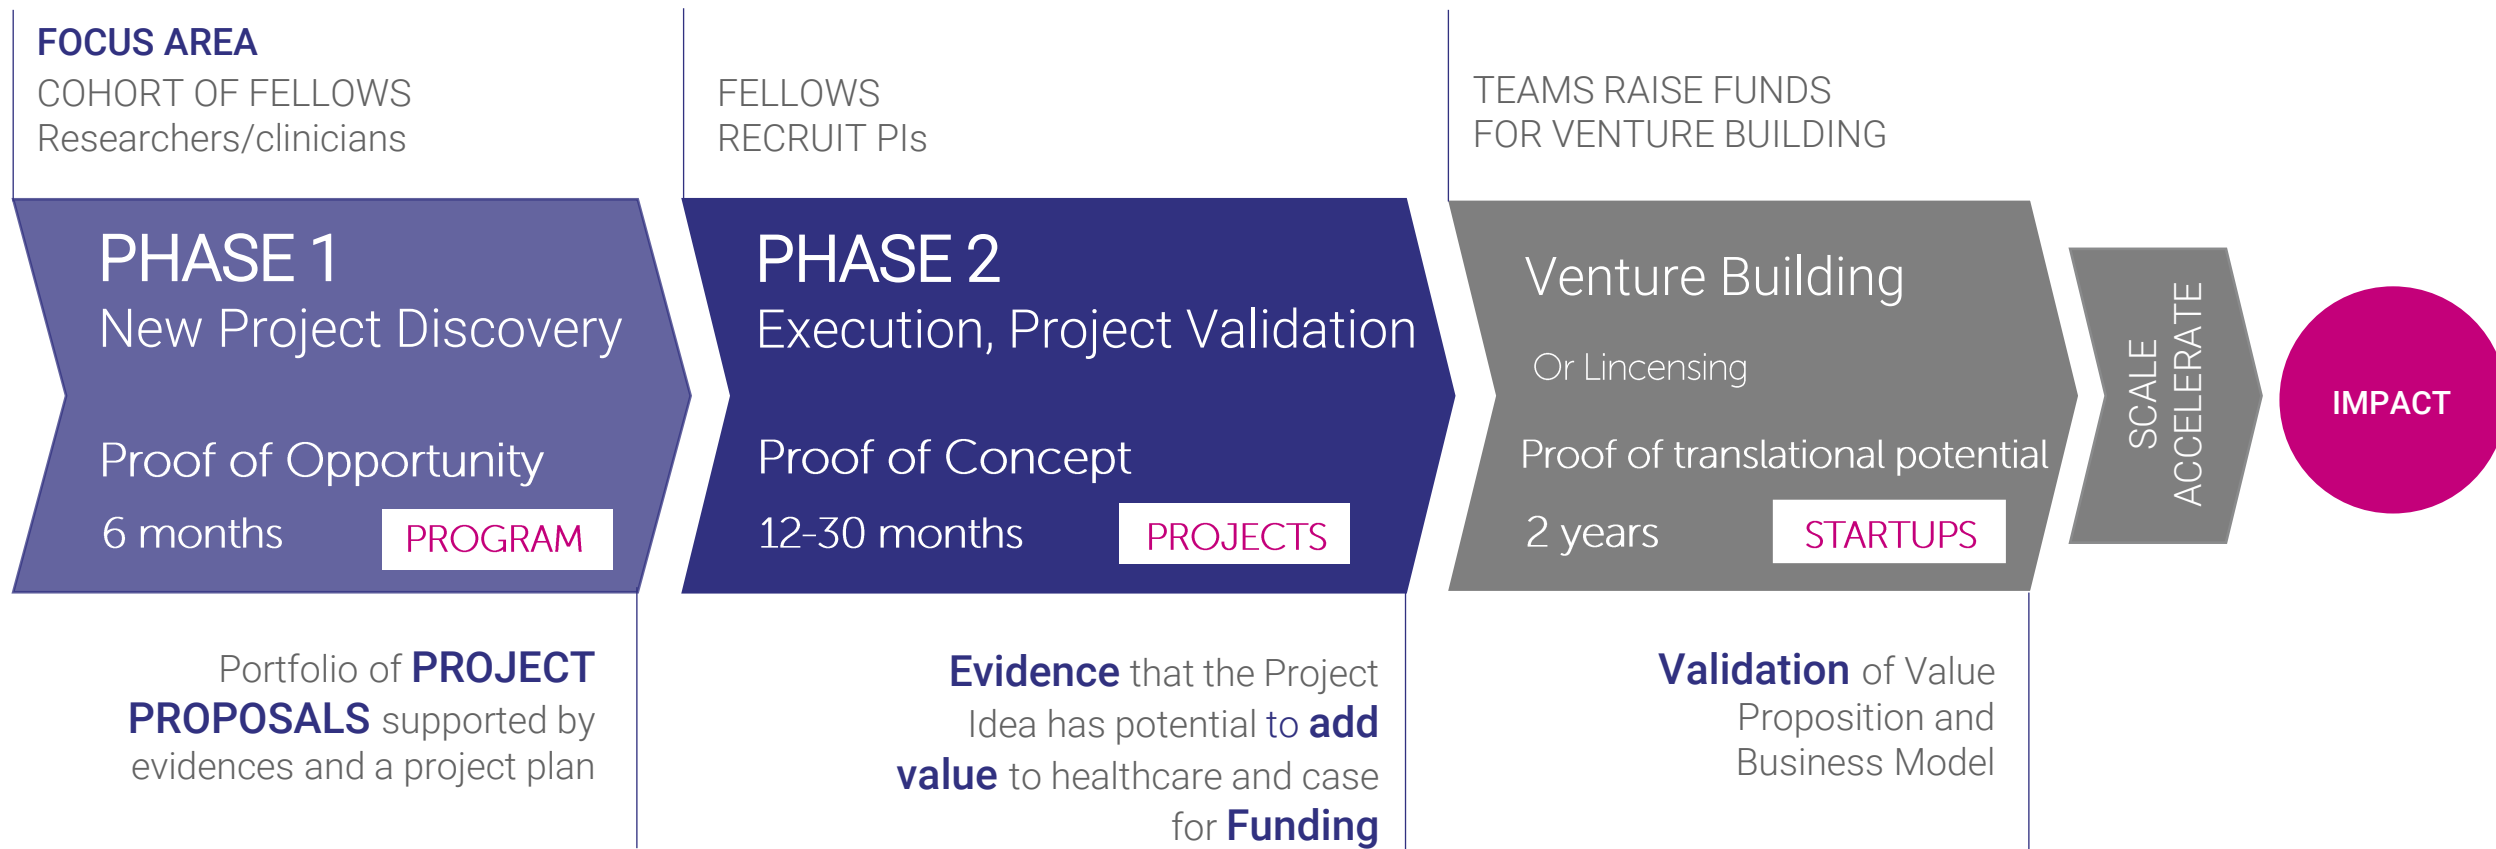 FOCUS AREA
COHORT OF FELLOWS
Researchers/clinicians
FELLOWS
RECRUIT PIs
TEAMS RAISE FUNDS
FOR VENTURE BUILDING
PHASE 1
New Project Discovery
Proof of Opportunity
6 months
PROGRAM
PHASE 2
Execution, Project Validation
Proof of Concept
12-30 months
PROJECTS
Venture Building
Or Lincensing
Proof of translational potential
2 years
STARTUPS
SCALE
ACCELERATE
IMPACT
Portfolio of PROJECT
PROPOSALS supported by
evidences and a project plan
Evidence that the Project
Idea has potential to add
value to healthcare and case
for Funding
Validation of Value
Proposition and
Business Model